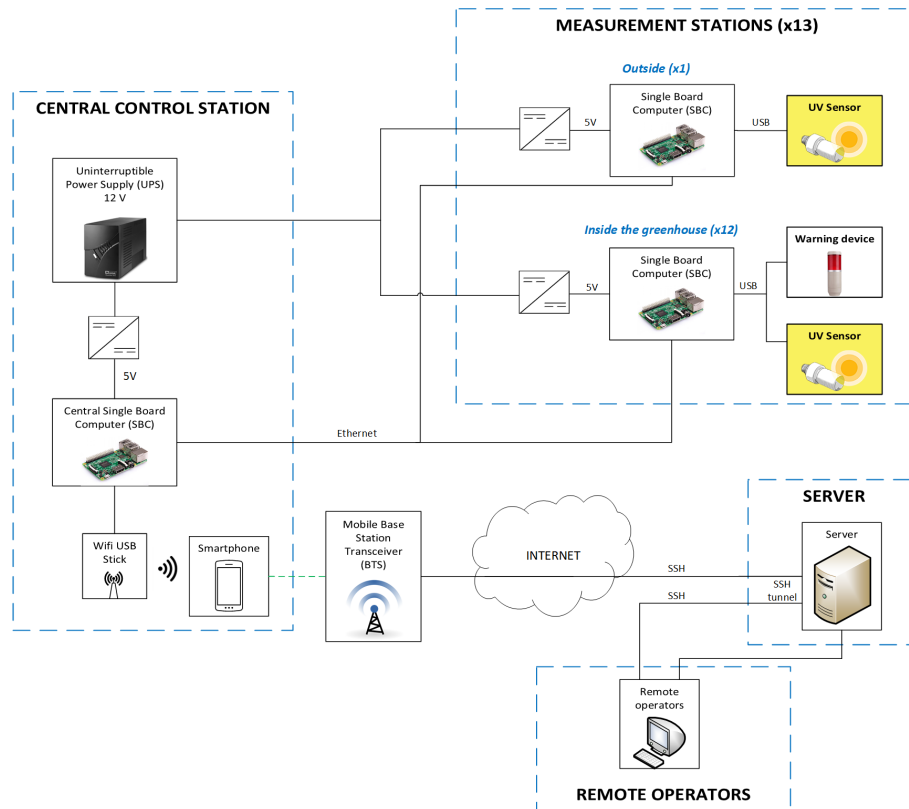 MEASUREMENT STATIONS (x13)
Outside (x1)
Single Board
Computer (SBC)
5V
USB
UV Sensor
CENTRAL CONTROL STATION
Uninterruptible
Power Supply (UPS)
12 V
Inside the greenhouse (x12)
Single Board
Computer (SBC)
5V
USB
Warning device
UV Sensor
5V
Central Single Board
Computer (SBC)
Ethernet
Wifi USB
Stick
Smartphone
Mobile Base
Station
Transceiver
(BTS)
INTERNET
SSH
SSH
SSH
tunnel
SERVER
Server
Remote
operators
REMOTE OPERATORS